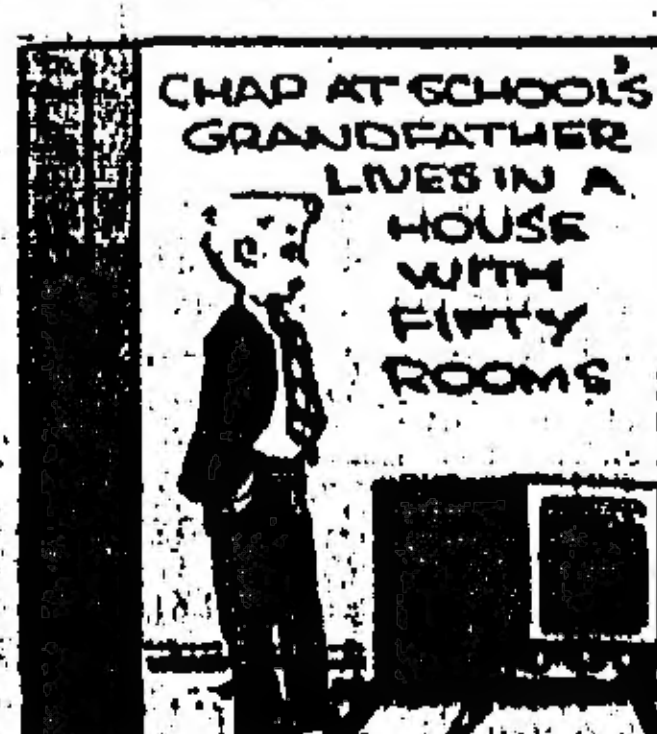 CHAP AT SCHOOL'S
GRANDFATHER
LIVES IN A
HOUSE
WITH
FIFTY
ROOMS